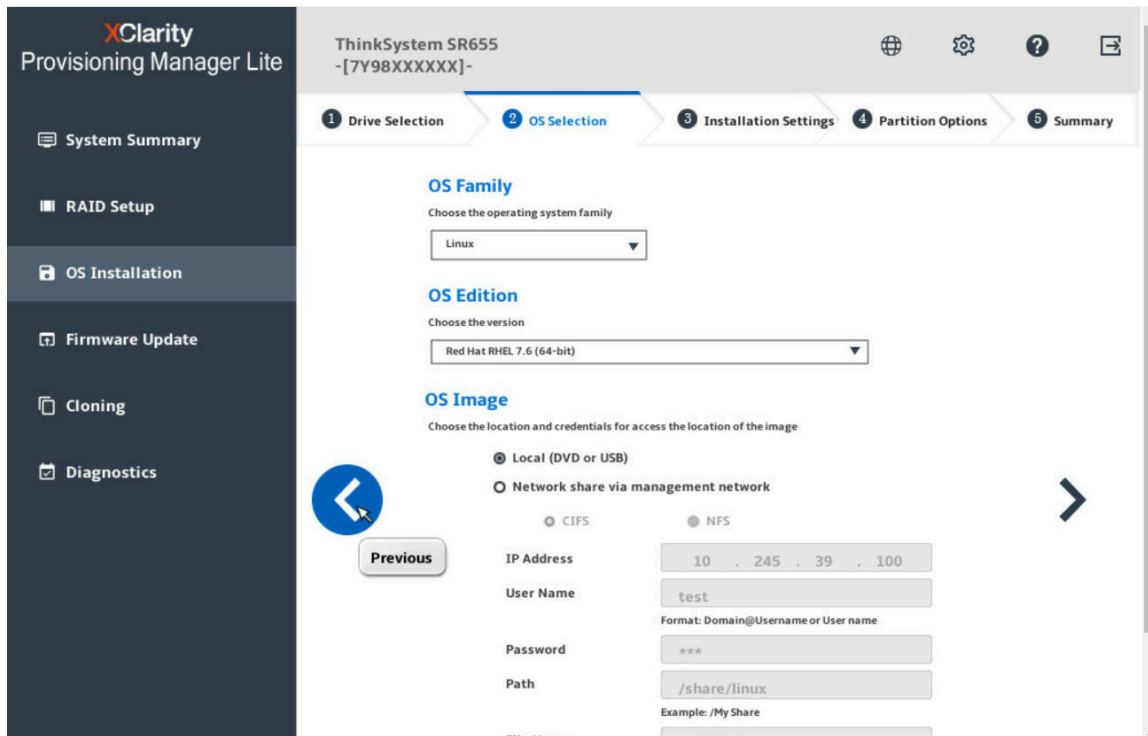 XClarity
Provisioning Manager Lite
ThinkSystem SR655
-[7Y98XXXXXX]-
System Summary
RAID Setup
OS Installation
Firmware Update
Cloning
Diagnostics
1 Drive Selection
2 OS Selection
3 Installation Settings
4 Partition Options
5 Summary
OS Family
Choose the operating system family
Linux
OS Edition
Choose the version
Red Hat RHEL 7.6 (64-bit)
OS Image
Choose the location and credentials for access the location of the image
Local (DVD or USB)
Network share via management network
CIFS NFS
Previous
IP Address 10 . 245 . 39 . 100
User Name test
Format: Domain@Username or User name
Password ***
Path /share/linux
Example: /My Share